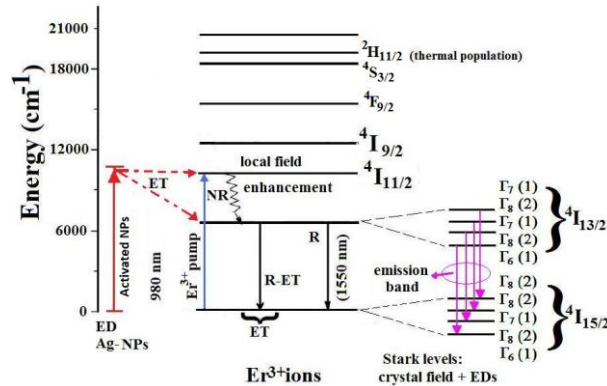 Energy (cm⁻¹)
21000
18000
12000
6000
0
²H₁₁/₂ (thermal population)
⁴S₃/₂
⁴F₉/₂
⁴I₉/₂
local field
⁴I₁₁/₂
ET
NR
enhancement
Activated NPs
980 nm
Er³⁺ pump
R-ET
R
(1550 nm)
ET
ED
Ag-NPs
Er³⁺ions
Γ₇ (1)
Γ₈ (2)
Γ₇ (1)
Γ₈ (2)
Γ₆ (1)
⁴I₁₃/₂
emission
band
Γ₈ (2)
Γ₈ (2)
Γ₇ (1)
Γ₈ (2)
Γ₆ (1)
⁴I₁₅/₂
Stark levels:
crystal field + EDs